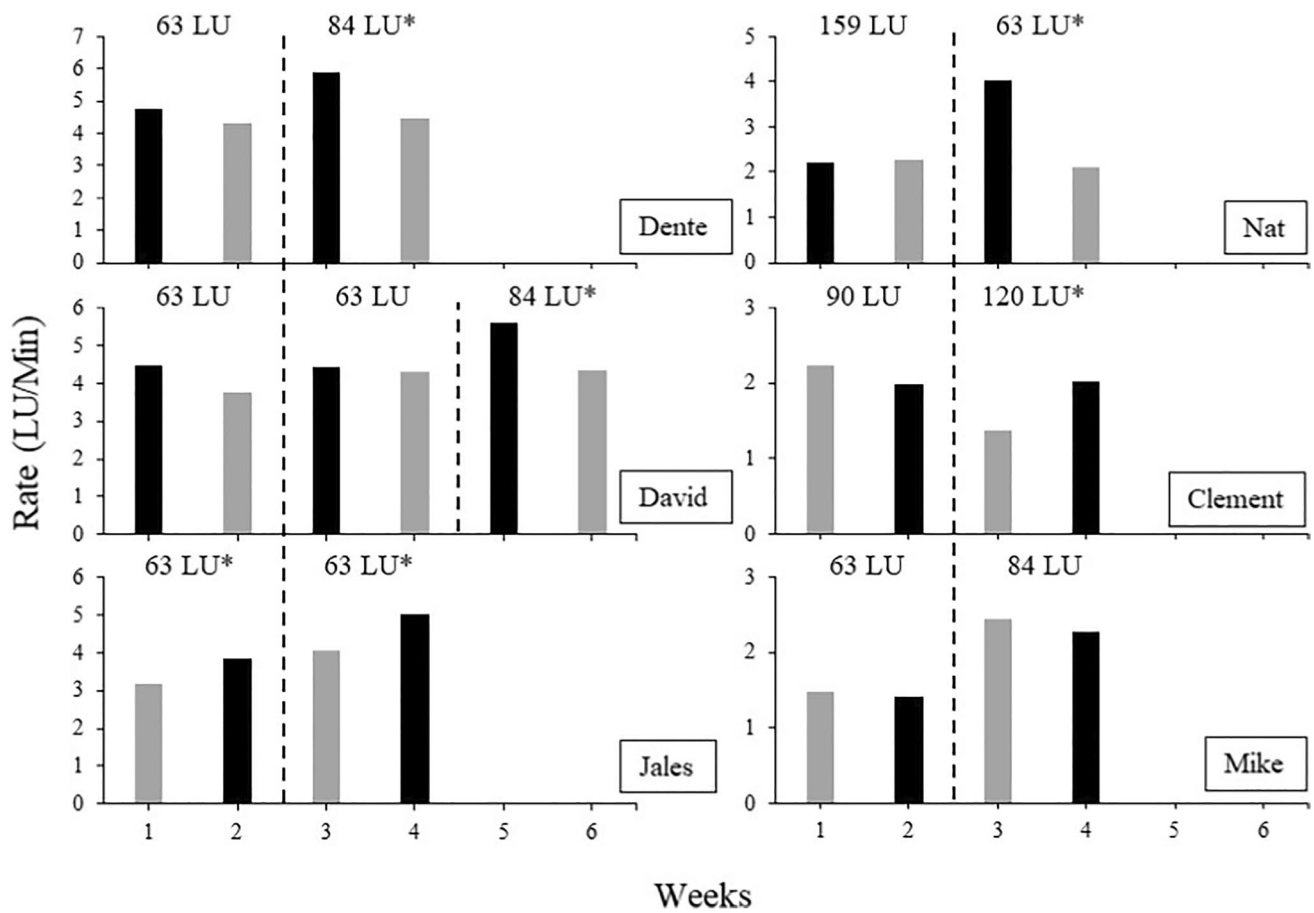 63 LU 84 LU*
7
6
5
4
3
2
1
0
Dente
159 LU 63 LU*
5
4
3
2
1
0
Nat
Rate (LU/Min)
63 LU 63 LU 84 LU*
6
5
4
3
2
1
0
David
90 LU 120 LU*
3
2
1
0
Clement
63 LU* 63 LU*
6
5
4
3
2
1
0
Jales
1 2 3 4 5 6
63 LU 84 LU
3
2
1
0
Mike
1 2 3 4 5 6
Weeks